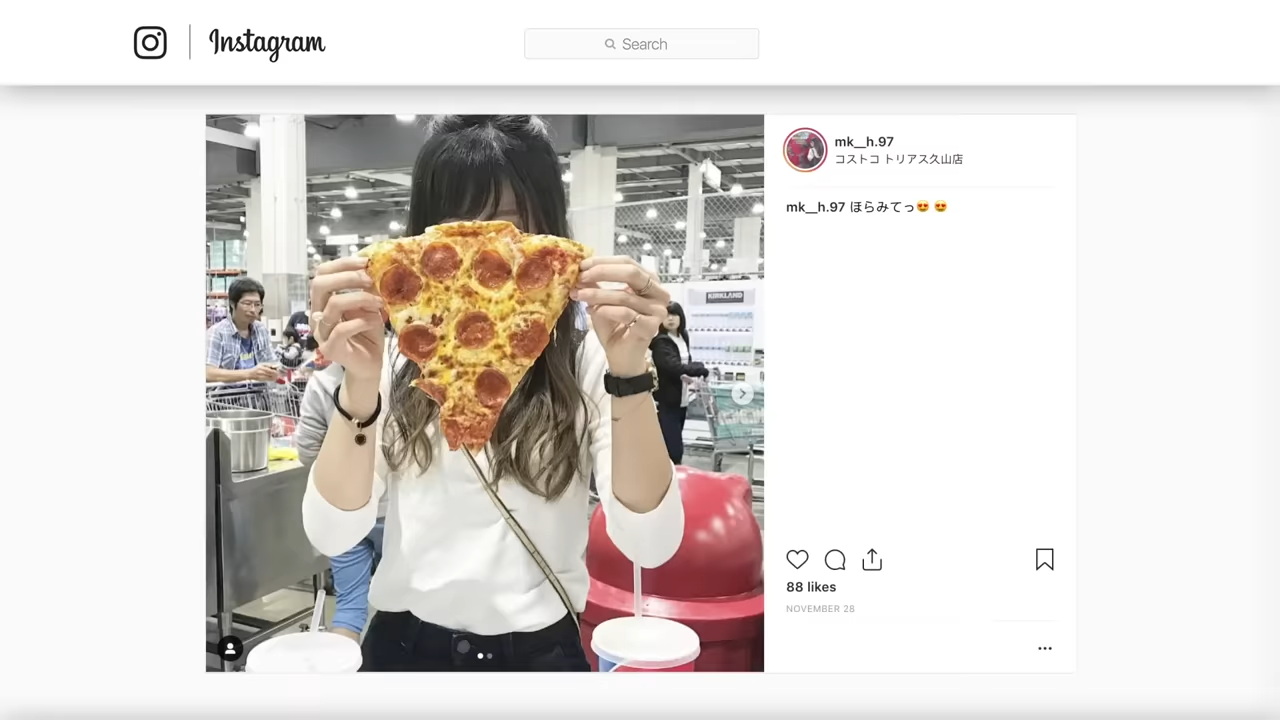 Instagram
Search
mk__h.97
コストコ トリアス久山店
mk__h.97 ほらみてっ😍 😍
KIRKLAND
88 likes
NOVEMBER 28